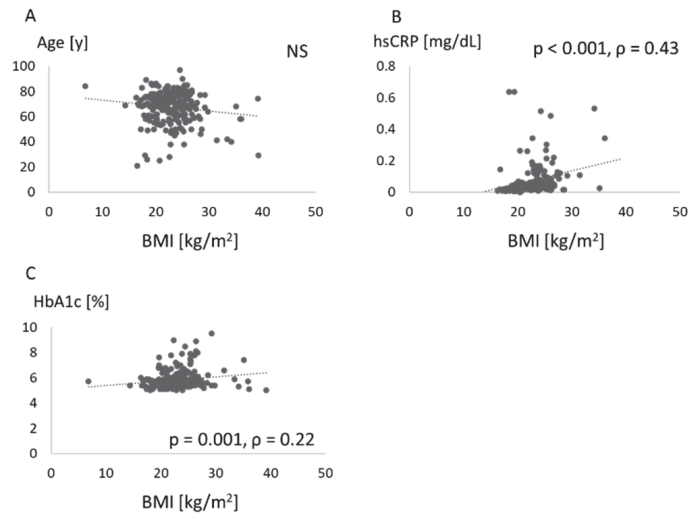 A
Age [y]
NS
100
80
60
40
20
0
0 10 20 30 40 50
BMI [kg/m²]
B
hsCRP [mg/dL]
p < 0.001, ρ = 0.43
0.8
0.6
0.4
0.2
0
0 10 20 30 40 50
BMI [kg/m²]
C
HbA1c [%]
10
8
6
4
2
0
p = 0.001, ρ = 0.22
0 10 20 30 40 50
BMI [kg/m²]